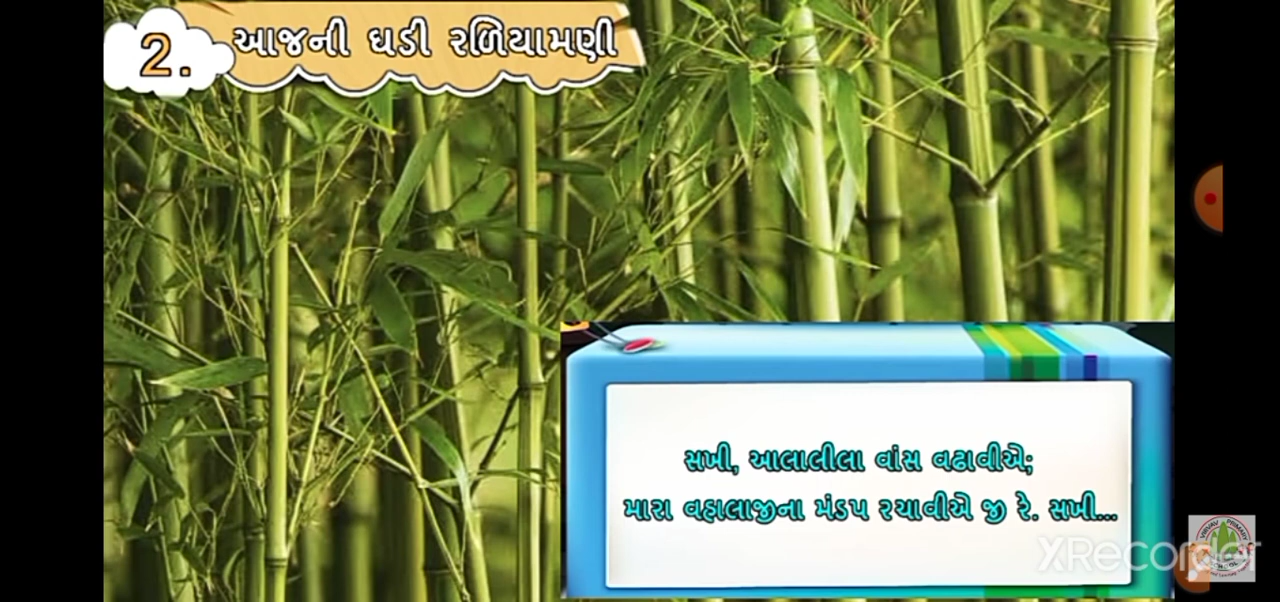 2.
આજની ઘડી રળિયામણી
સખી, આલાલીલા વાંસ વઢાવીએ;
મારા વહાલાજીના મંડપ રચાવીએ જી રે. સખી...
XRecorder